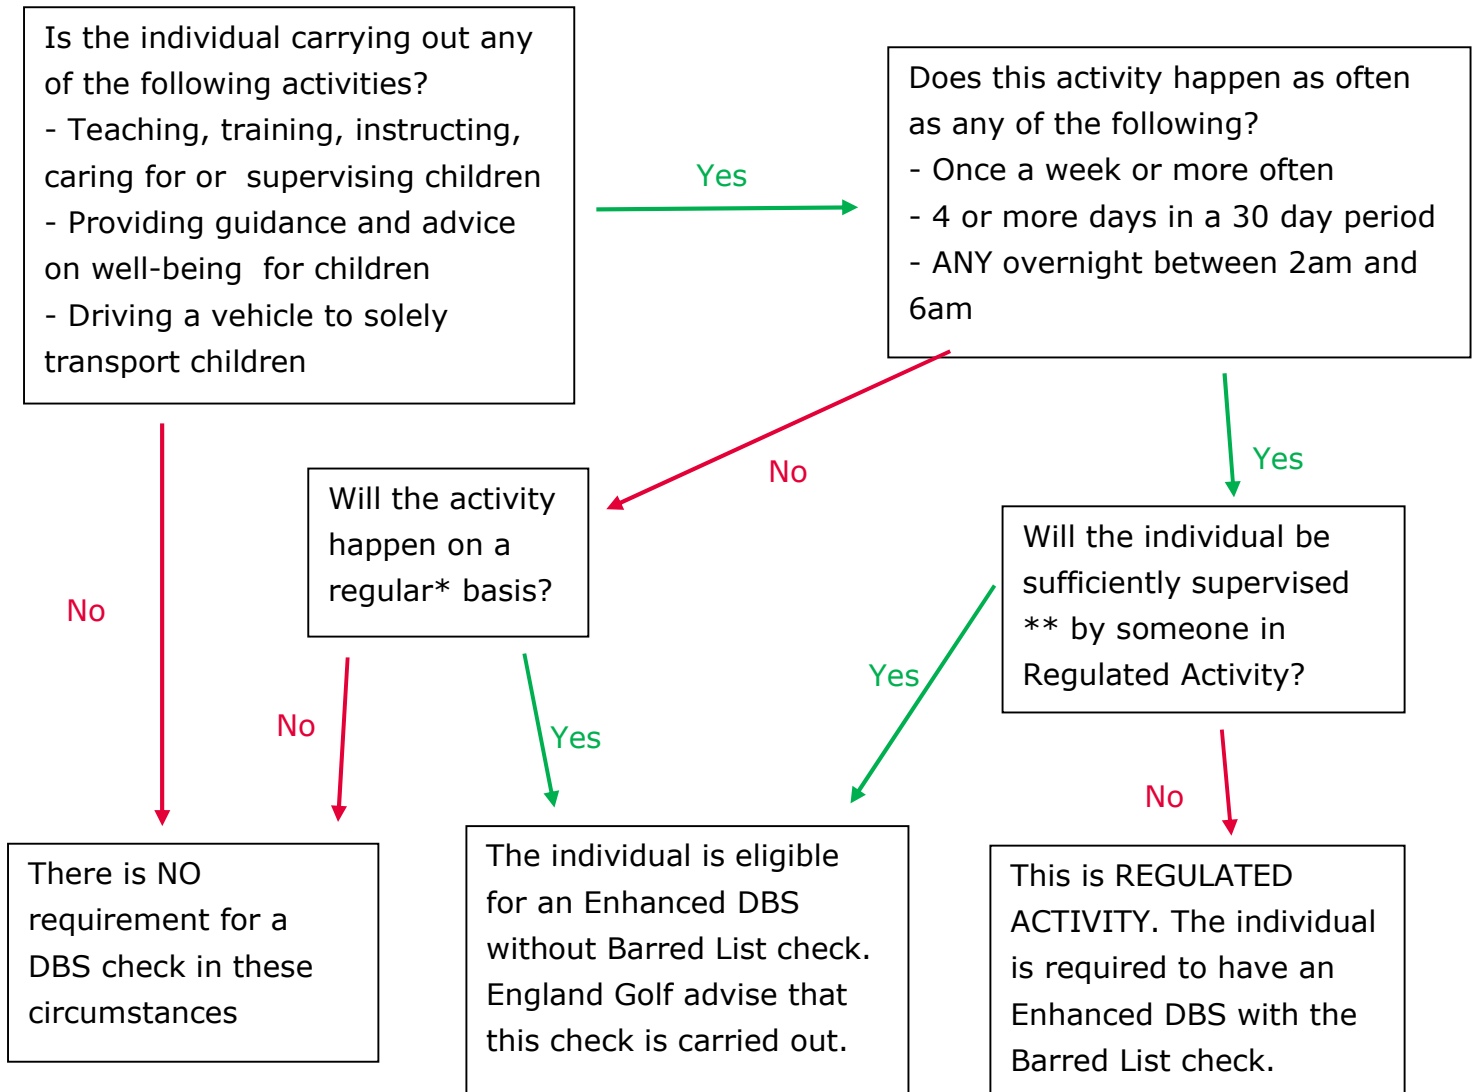 Is the individual carrying out any
of the following activities?
- Teaching, training, instructing,
caring for or supervising children
- Providing guidance and advice
on well-being for children
- Driving a vehicle to solely
transport children
Yes
Does this activity happen as often
as any of the following?
- Once a week or more often
- 4 or more days in a 30 day period
- ANY overnight between 2am and
6am
No
Yes
No
Will the activity
happen on a
regular* basis?
Will the individual be
sufficiently supervised
** by someone in
Regulated Activity?
No
Yes
Yes
No
There is NO
requirement for a
DBS check in these
circumstances
The individual is eligible
for an Enhanced DBS
without Barred List check.
England Golf advise that
this check is carried out.
This is REGULATED
ACTIVITY. The individual
is required to have an
Enhanced DBS with the
Barred List check.